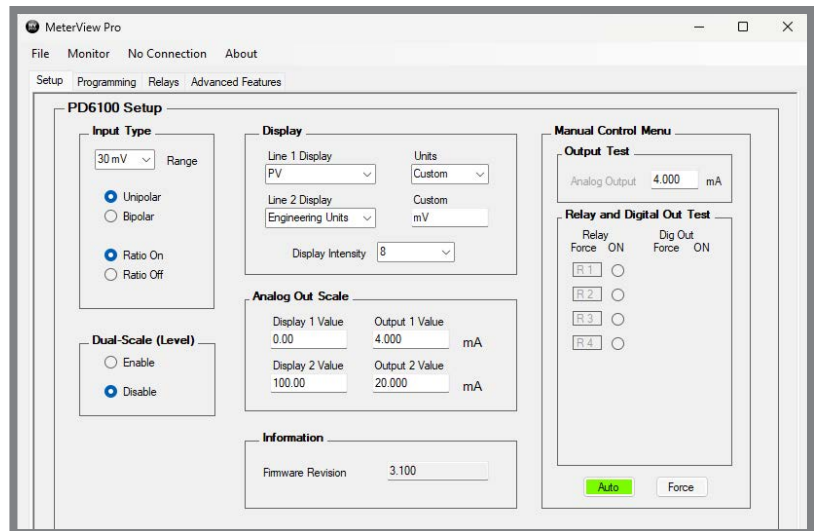 MeterView Pro
File Monitor No Connection About
Setup Programming Relays Advanced Features
PD6100 Setup
Input Type
30 mV Range
Unipolar
Bipolar
Ratio On
Ratio Off
Dual-Scale (Level)
Enable
Disable
Display
Line 1 Display Units
PV Custom
Line 2 Display Custom
Engineering Units mV
Display Intensity 8
Analog Out Scale
Display 1 Value Output 1 Value
0.00 4.000 mA
Display 2 Value Output 2 Value
100.00 20.000 mA
Information
Firmware Revision 3.100
Manual Control Menu
Output Test
Analog Output 4.000 mA
Relay and Digital Out Test
Relay Dig Out
Force ON Force ON
R 1
R 2
R 3
R 4
Auto Force